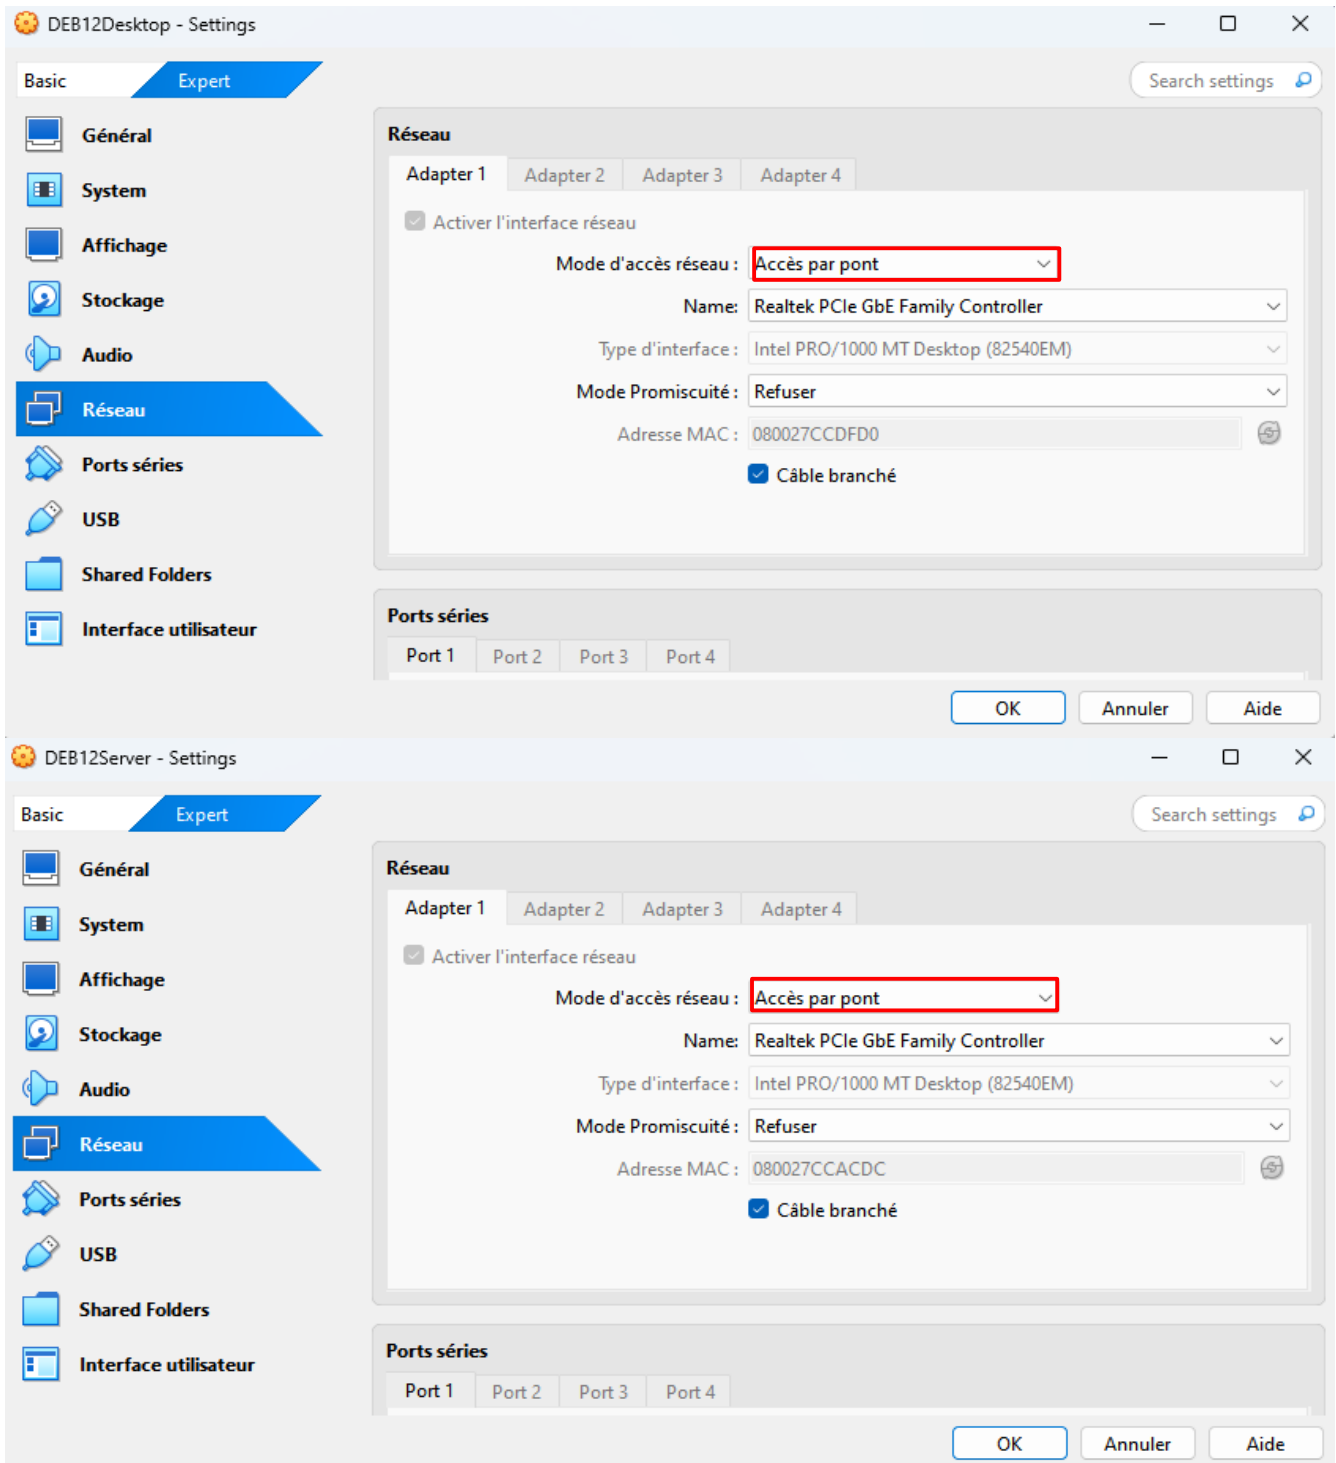 DEB12Desktop - Settings
Basic Expert Search settings
Général
System
Affichage
Stockage
Audio
Réseau
Ports séries
USB
Shared Folders
Interface utilisateur
Réseau
Adapter 1 Adapter 2 Adapter 3 Adapter 4
Activer l'interface réseau
Mode d'accès réseau : Accès par pont
Name: Realtek PCIe GbE Family Controller
Type d'interface : Intel PRO/1000 MT Desktop (82540EM)
Mode Promiscuité : Refuser
Adresse MAC : 080027CCDFD0
Câble branché
Ports séries
Port 1 Port 2 Port 3 Port 4
OK Annuler Aide
DEB12Server - Settings
Basic Expert Search settings
Général
System
Affichage
Stockage
Audio
Réseau
Ports séries
USB
Shared Folders
Interface utilisateur
Réseau
Adapter 1 Adapter 2 Adapter 3 Adapter 4
Activer l'interface réseau
Mode d'accès réseau : Accès par pont
Name: Realtek PCIe GbE Family Controller
Type d'interface : Intel PRO/1000 MT Desktop (82540EM)
Mode Promiscuité : Refuser
Adresse MAC : 080027CCACDC
Câble branché
Ports séries
Port 1 Port 2 Port 3 Port 4
OK Annuler Aide